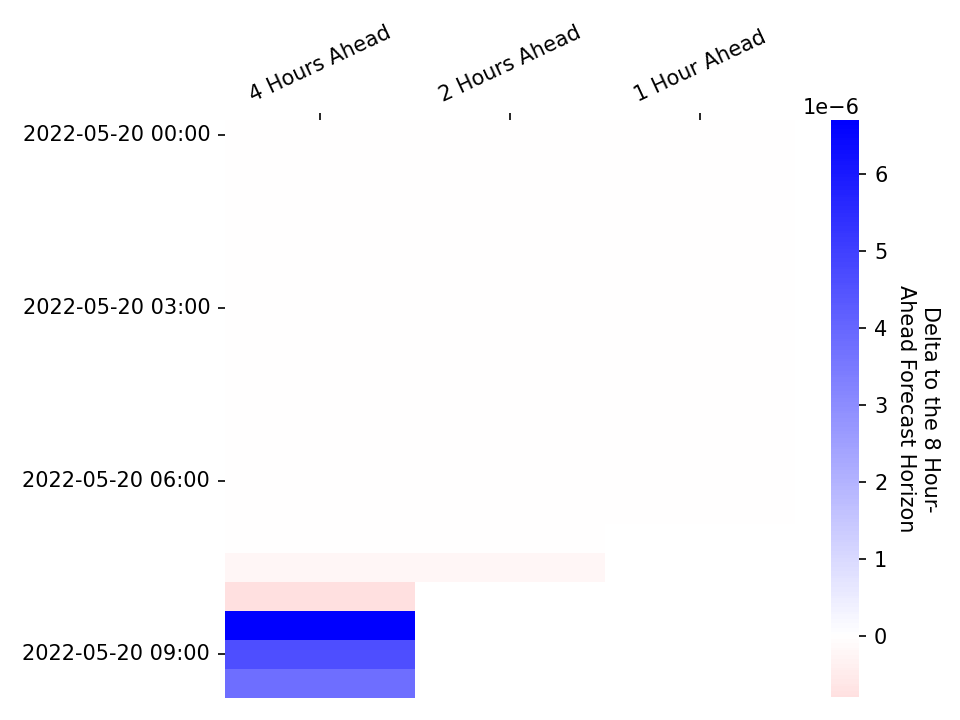 4 Hours Ahead
2 Hours Ahead
1 Hour Ahead
1e−6
2022-05-20 00:00
2022-05-20 03:00
2022-05-20 06:00
2022-05-20 09:00
6
5
4
3
2
1
0
Delta to the 8 Hour-
Ahead Forecast Horizon